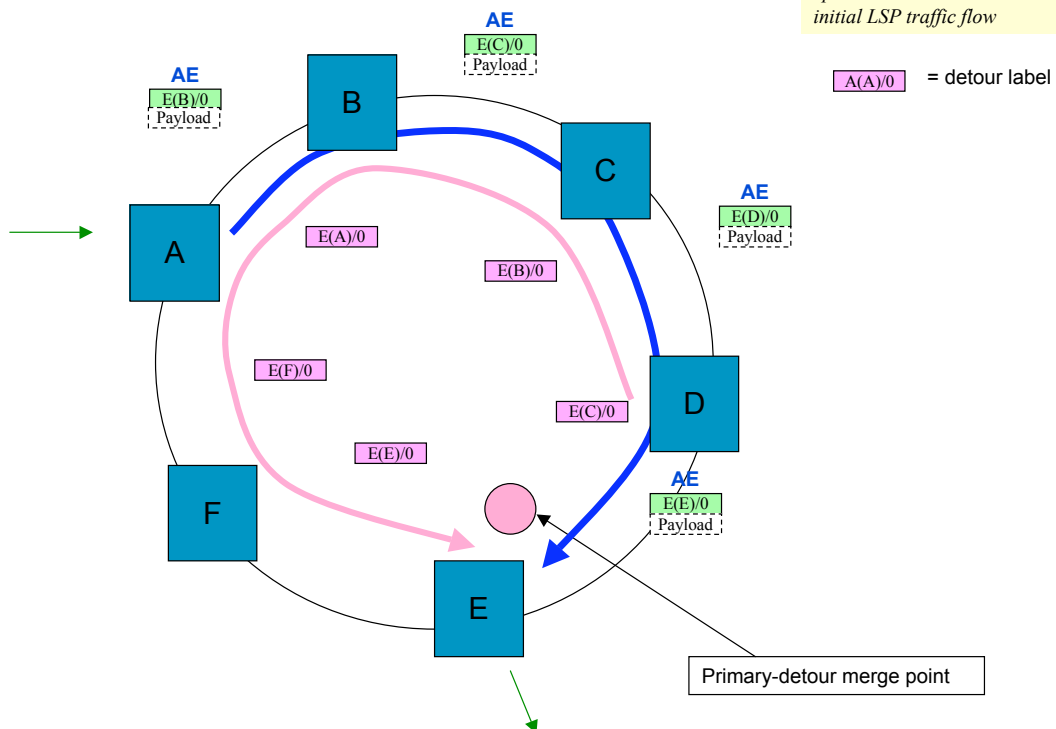 initial LSP traffic flow
AE
E(C)/0
Payload
A(A)/0
= detour label
AE
E(B)/0
Payload
B
C
AE
E(D)/0
Payload
A
E(A)/0
E(B)/0
E(F)/0
E(C)/0
D
E(E)/0
AE
E(E)/0
Payload
F
E
Primary-detour merge point